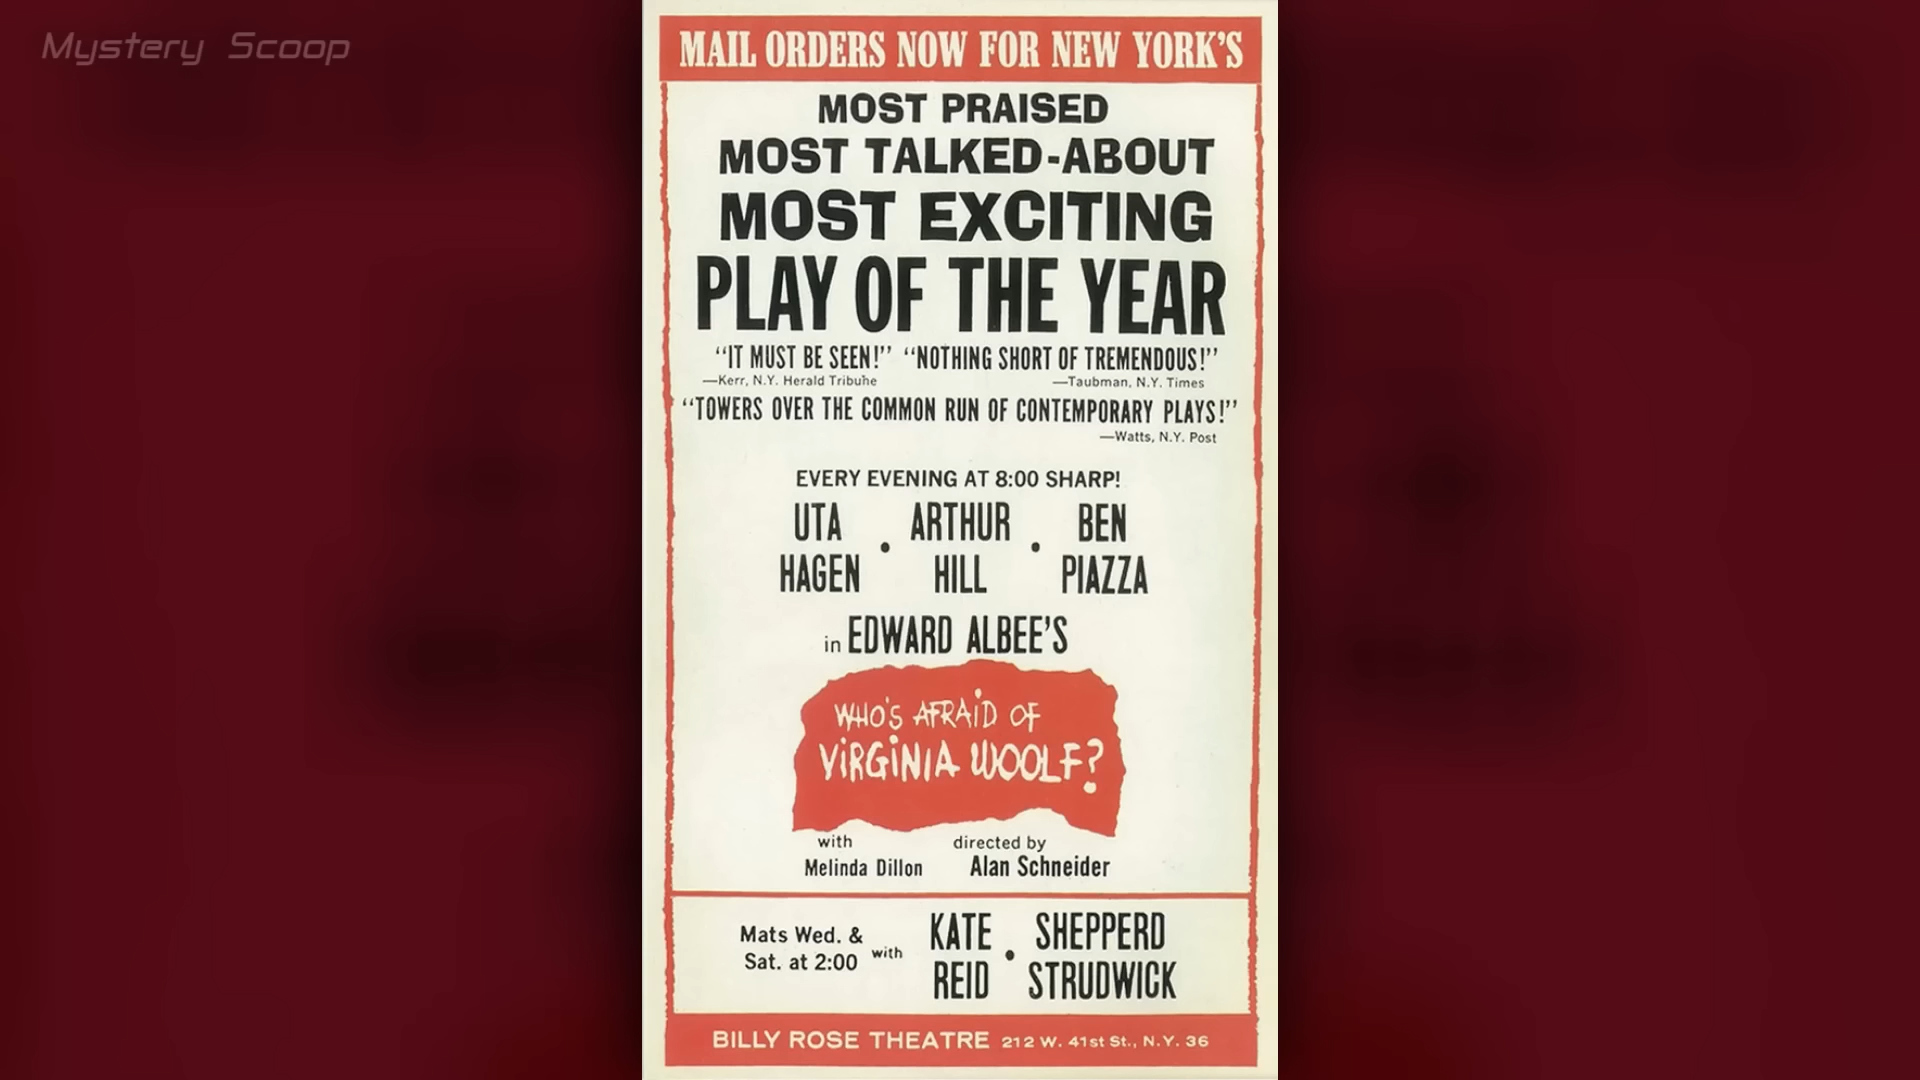 Mystery Scoop
MAIL ORDERS NOW FOR NEW YORK'S
MOST PRAISED
MOST TALKED-ABOUT
MOST EXCITING
PLAY OF THE YEAR
"IT MUST BE SEEN!" "NOTHING SHORT OF TREMENDOUS!"
—Kerr, N.Y. Herald Tribune —Taubman, N.Y. Times
"TOWERS OVER THE COMMON RUN OF CONTEMPORARY PLAYS!"
—Watts, N.Y. Post
EVERY EVENING AT 8:00 SHARP!
UTA HAGEN • ARTHUR HILL • BEN PIAZZA
in EDWARD ALBEE'S
WHO'S AFRAID OF
VIRGINIA WOOLF?
with directed by
Melinda Dillon Alan Schneider
Mats Wed. &
Sat. at 2:00
with
KATE REID • SHEPPERD STRUDWICK
BILLY ROSE THEATRE 212 W. 41st St., N.Y. 36